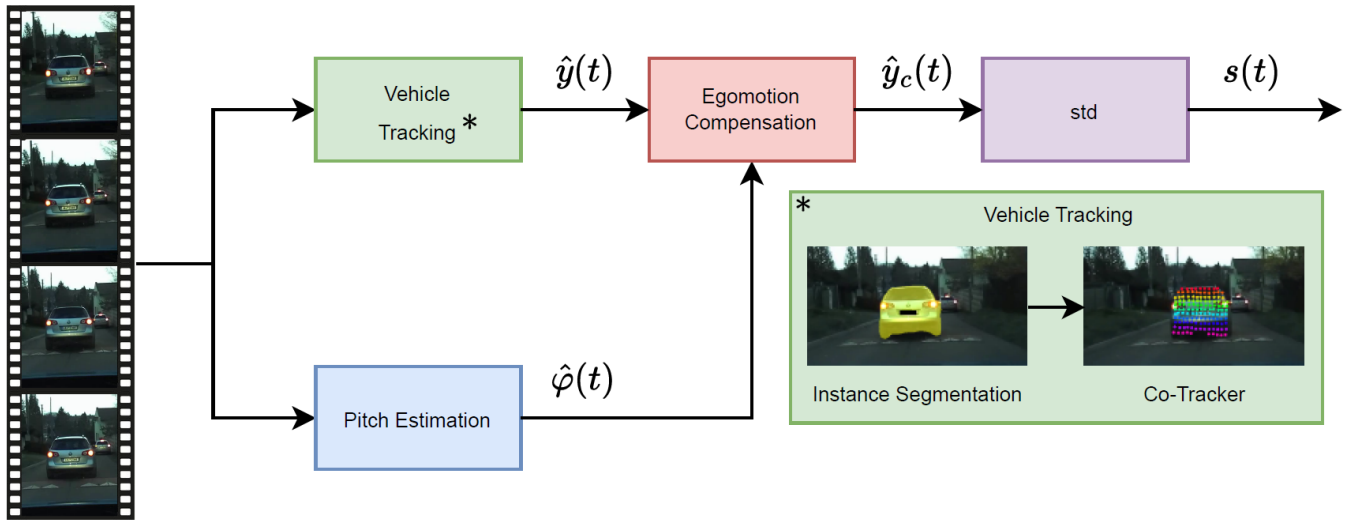 Vehicle
Tracking *
ŷ(t)
Egomotion
Compensation
ŷ_c(t)
std
s(t)
Pitch Estimation
φ̂(t)
*
Vehicle Tracking
Instance Segmentation
Co-Tracker